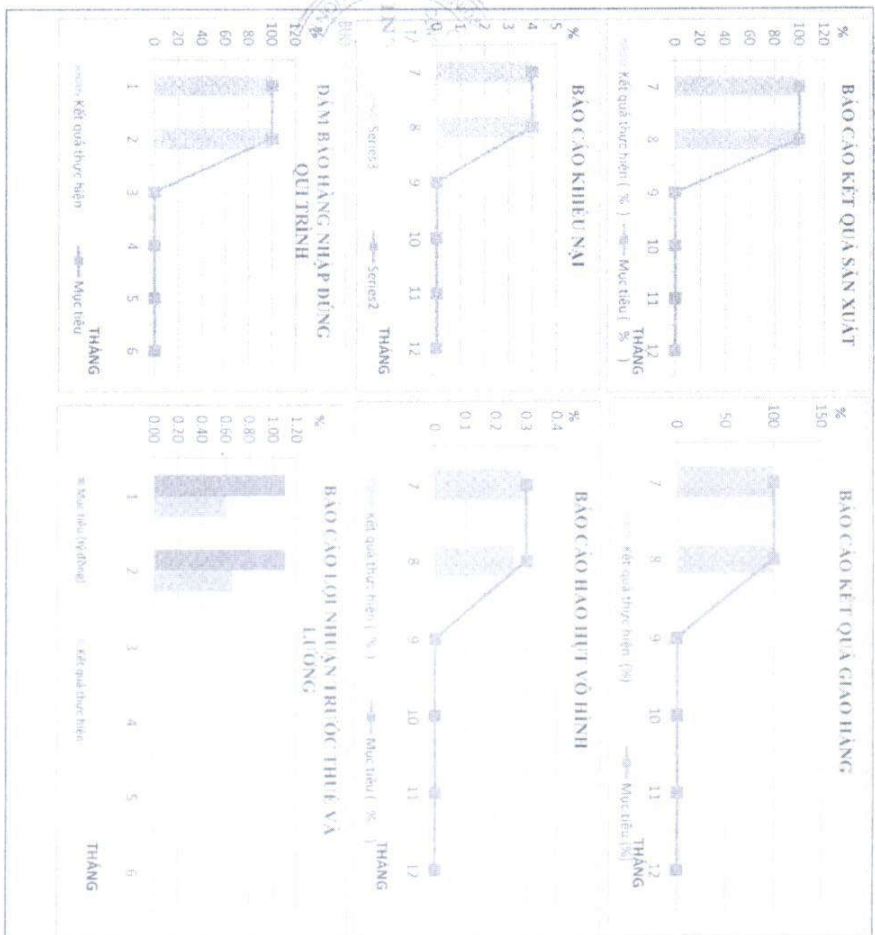 BÁO CÁO KẾT QUẢ SẢN XUẤT
%
120
100
80
60
40
20
0
7 8 9 10 11 12
THÁNG
Kết quả thực hiện ( % ) Mục tiêu ( % )
BÁO CÁO KẾT QUẢ GIAO HÀNG
%
150
100
50
0
7 8 9 10 11 12
THÁNG
Kết quả thực hiện (%) Mục tiêu (%)
BÁO CÁO KHIẾU NẠI
%
5
4
3
2
1
0
7 8 9 10 11 12
THÁNG
Series3 Series2
BÁO CÁO HAO HỤT VÔ HÌNH
%
0.4
0.3
0.2
0.1
0
7 8 9 10 11 12
THÁNG
Kết quả thực hiện ( % ) Mục tiêu ( % )
ĐẢM BẢO HÀNG NHẬP ĐÚNG
QUI TRÌNH
%
120
100
80
60
40
20
0
1 2 3 4 5 6
THÁNG
Kết quả thực hiện Mục tiêu
BÁO CÁO LỢI NHUẬN TRƯỚC THUẾ VÀ
LƯƠNG
%
1.20
1.00
0.80
0.60
0.40
0.20
0.00
1 2 3 4 5 6
THÁNG
Mục tiêu (tỷ đồng) Kết quả thực hiện